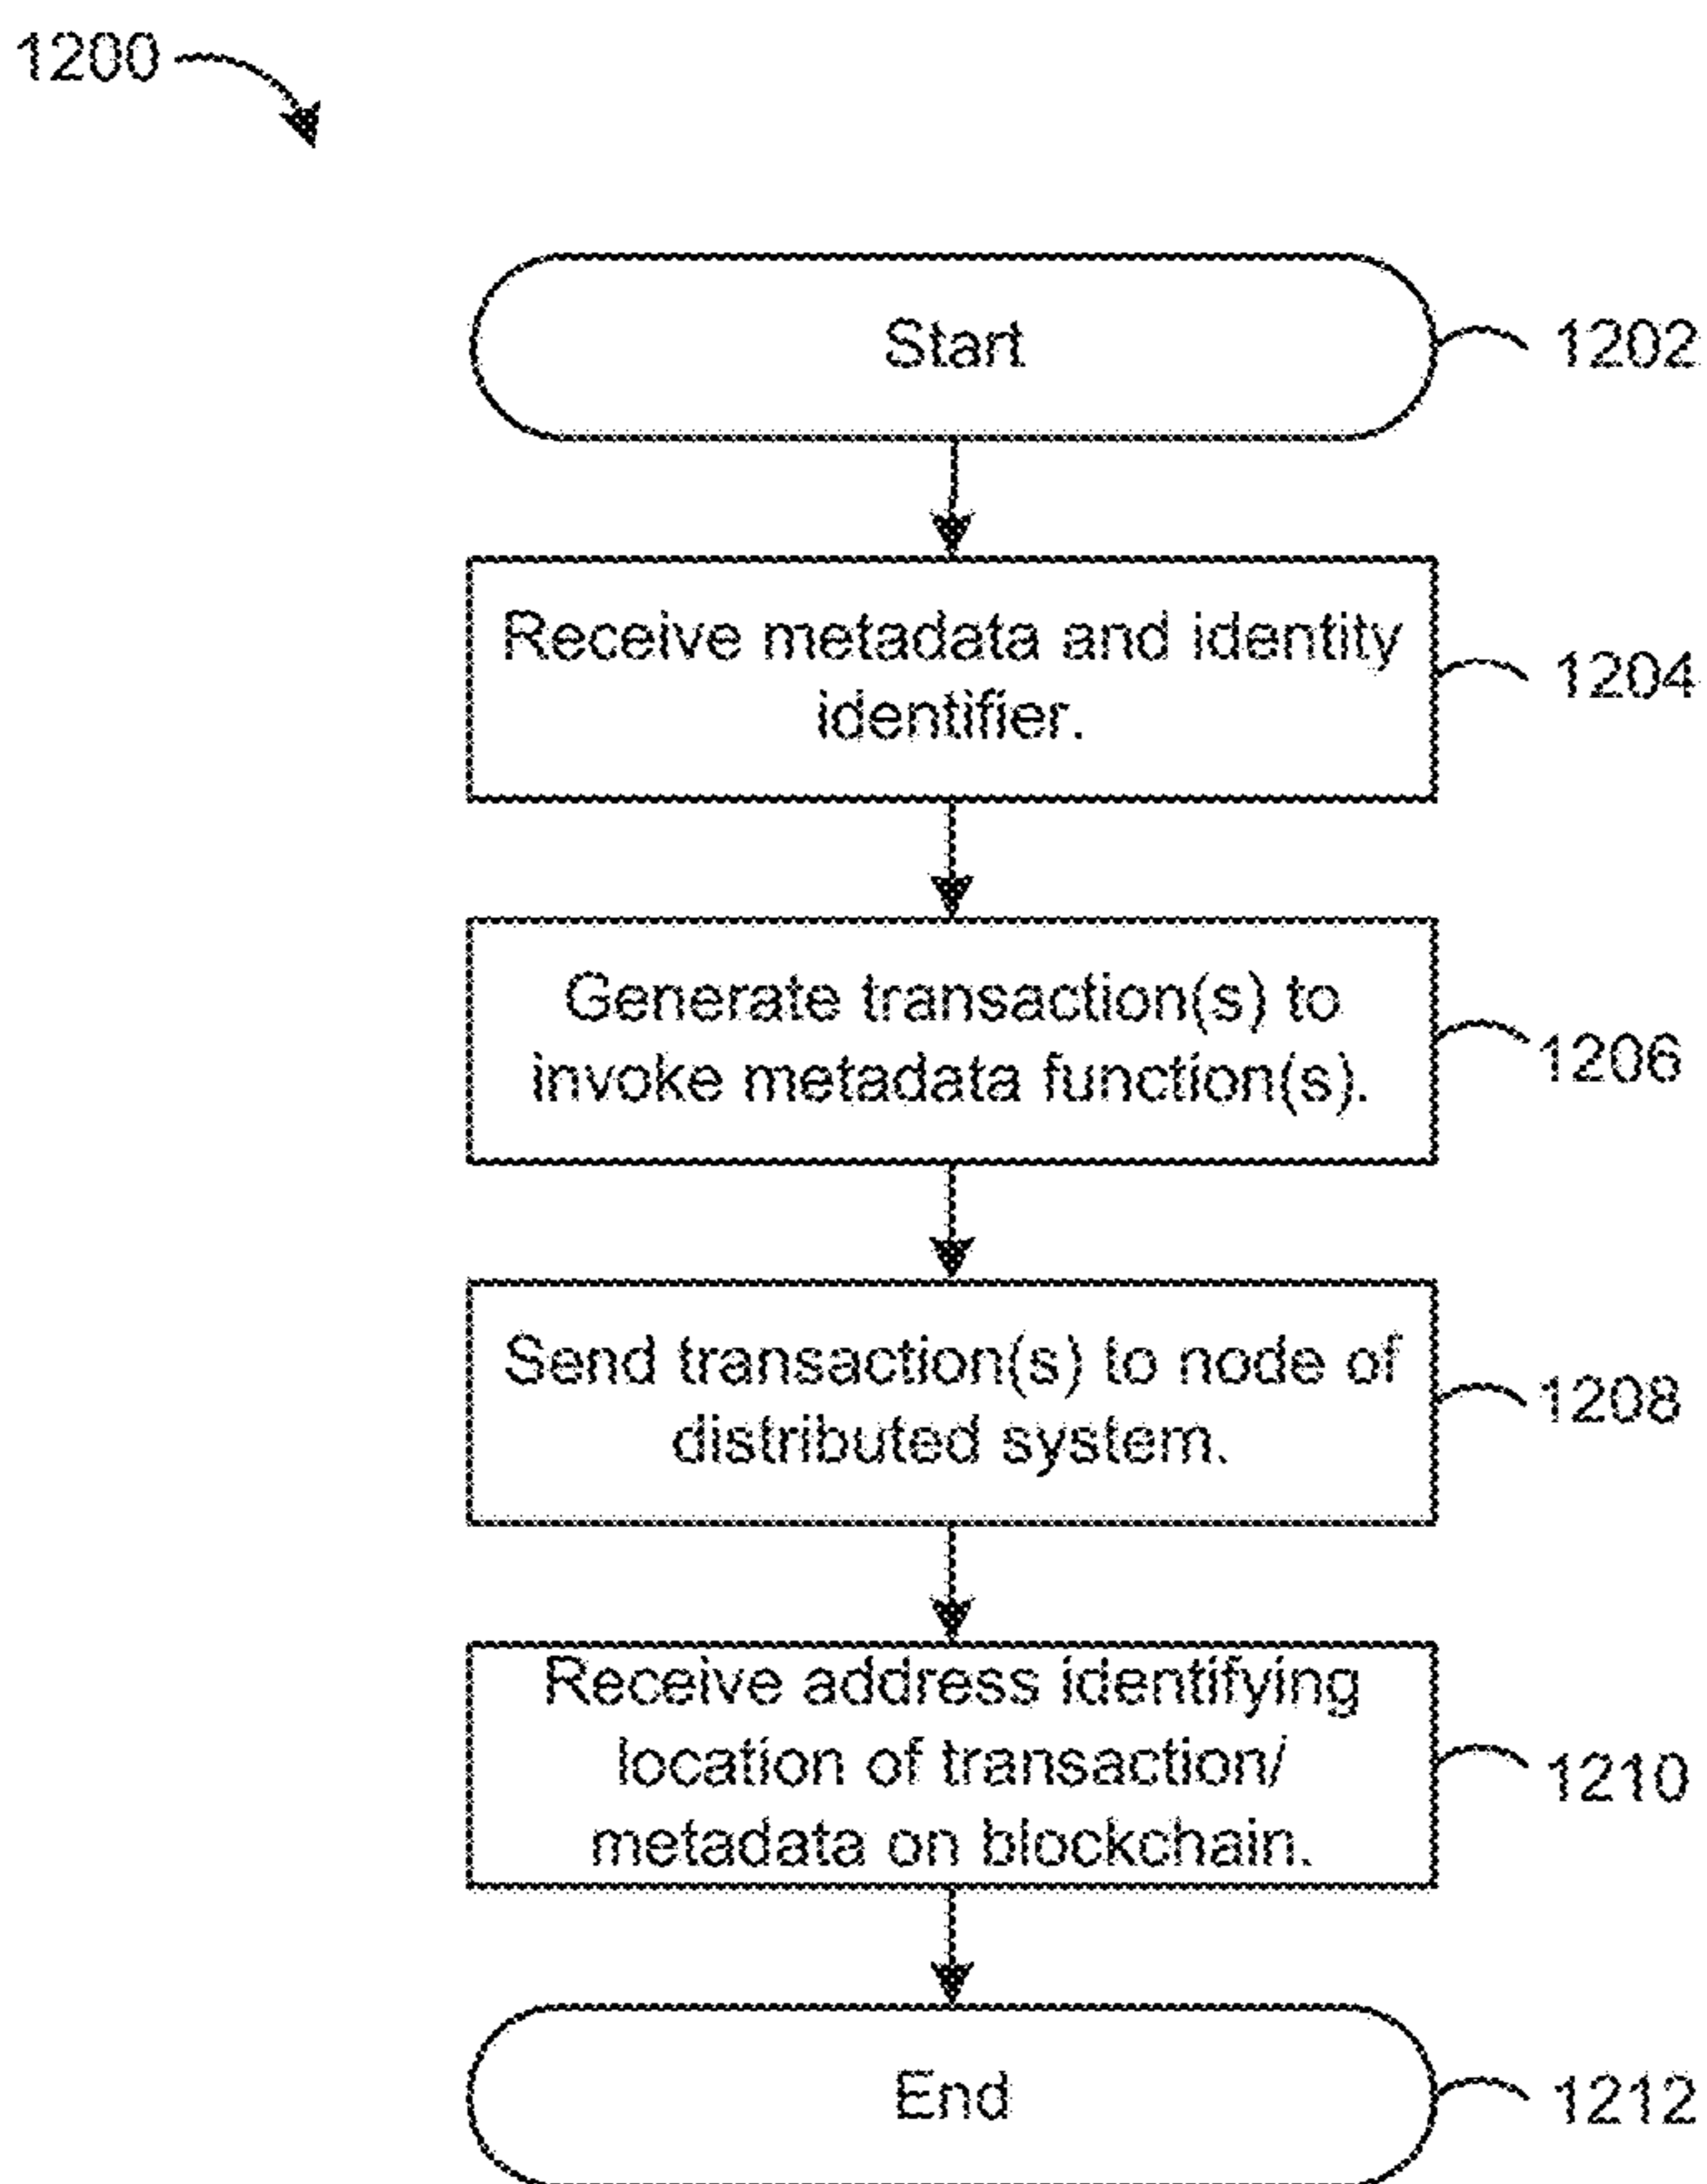 1200
Start
1202
Receive metadata and identity
identifier.
1204
Generate transaction(s) to
invoke metadata function(s).
1206
Send transaction(s) to node of
distributed system.
1208
Receive address identifying
location of transaction/
metadata on blockchain.
1210
End
1212